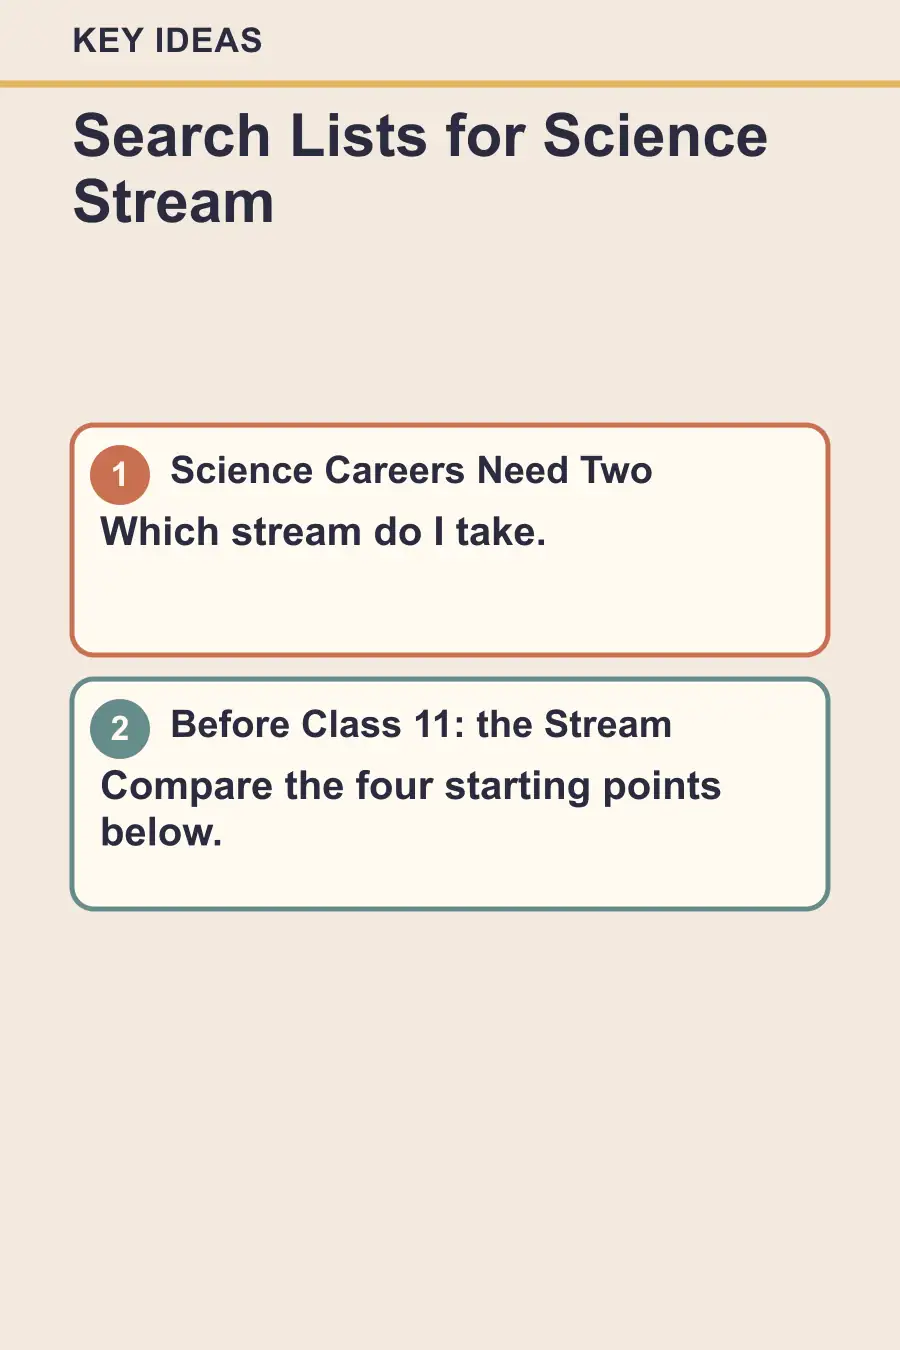 KEY IDEAS
Search Lists for Science
Stream
1
Science Careers Need Two
Which stream do I take.
2
Before Class 11: the Stream
Compare the four starting points
below.